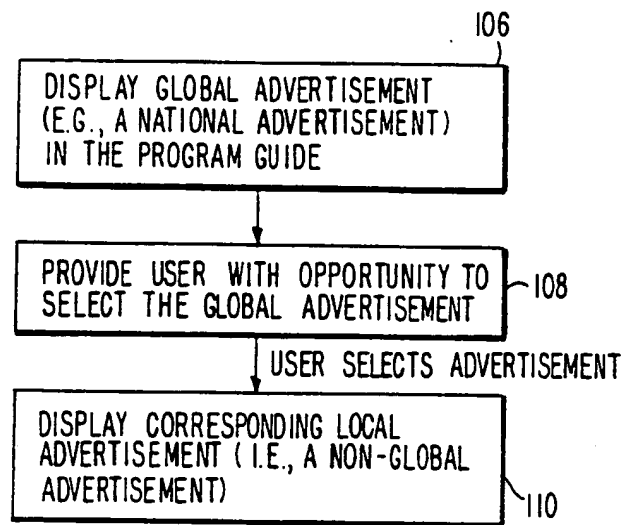 106
DISPLAY GLOBAL ADVERTISEMENT
(E.G., A NATIONAL ADVERTISEMENT)
IN THE PROGRAM GUIDE
PROVIDE USER WITH OPPORTUNITY TO
SELECT THE GLOBAL ADVERTISEMENT
108
USER SELECTS ADVERTISEMENT
DISPLAY CORRESPONDING LOCAL
ADVERTISEMENT (I.E., A NON-GLOBAL
ADVERTISEMENT)
110